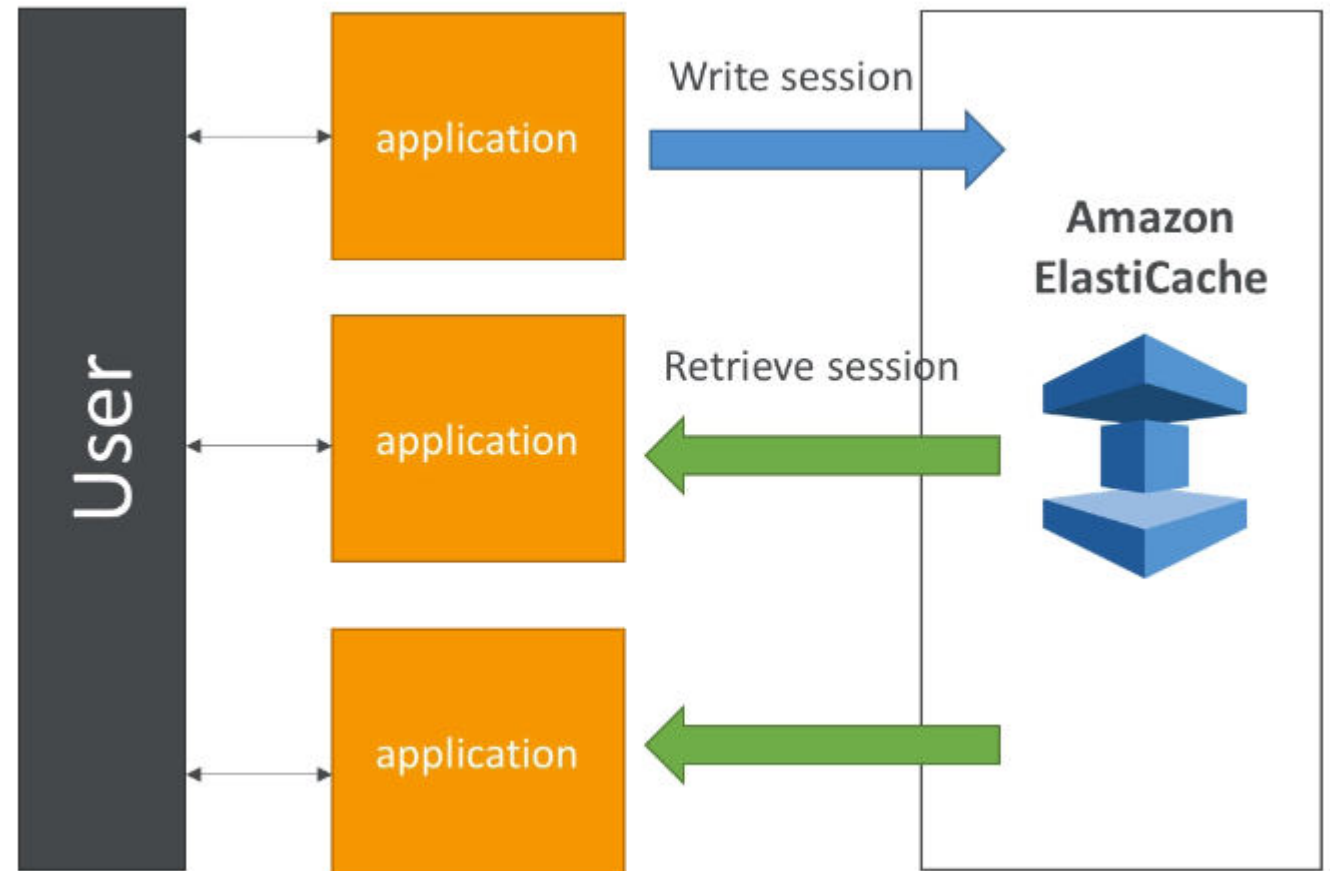 User
application
Write session
Amazon
ElastiCache
application
Retrieve session
application